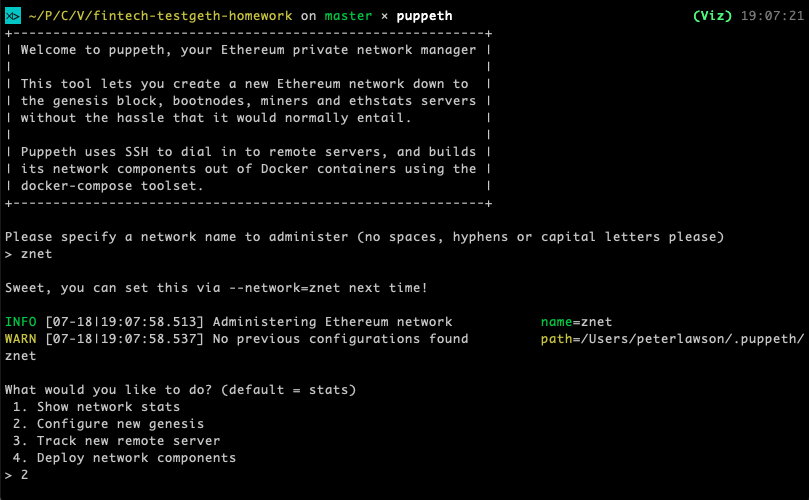 ~/P/C/V/fintech-testgeth-homework on master × puppeth (Viz) 19:07:21
+-----------------------------------------------------------+
| Welcome to puppeth, your Ethereum private network manager |
| |
| This tool lets you create a new Ethereum network down to |
| the genesis block, bootnodes, miners and ethstats servers |
| without the hassle that it would normally entail. |
| |
| Puppeth uses SSH to dial in to remote servers, and builds |
| its network components out of Docker containers using the |
| docker-compose toolset. |
+-----------------------------------------------------------+
Please specify a network name to administer (no spaces, hyphens or capital letters please)
> znet
Sweet, you can set this via --network=znet next time!
INFO [07-18|19:07:58.513] Administering Ethereum network name=znet
WARN [07-18|19:07:58.537] No previous configurations found path=/Users/peterlawson/.puppeth/
znet
What would you like to do? (default = stats)
1. Show network stats
2. Configure new genesis
3. Track new remote server
4. Deploy network components
> 2